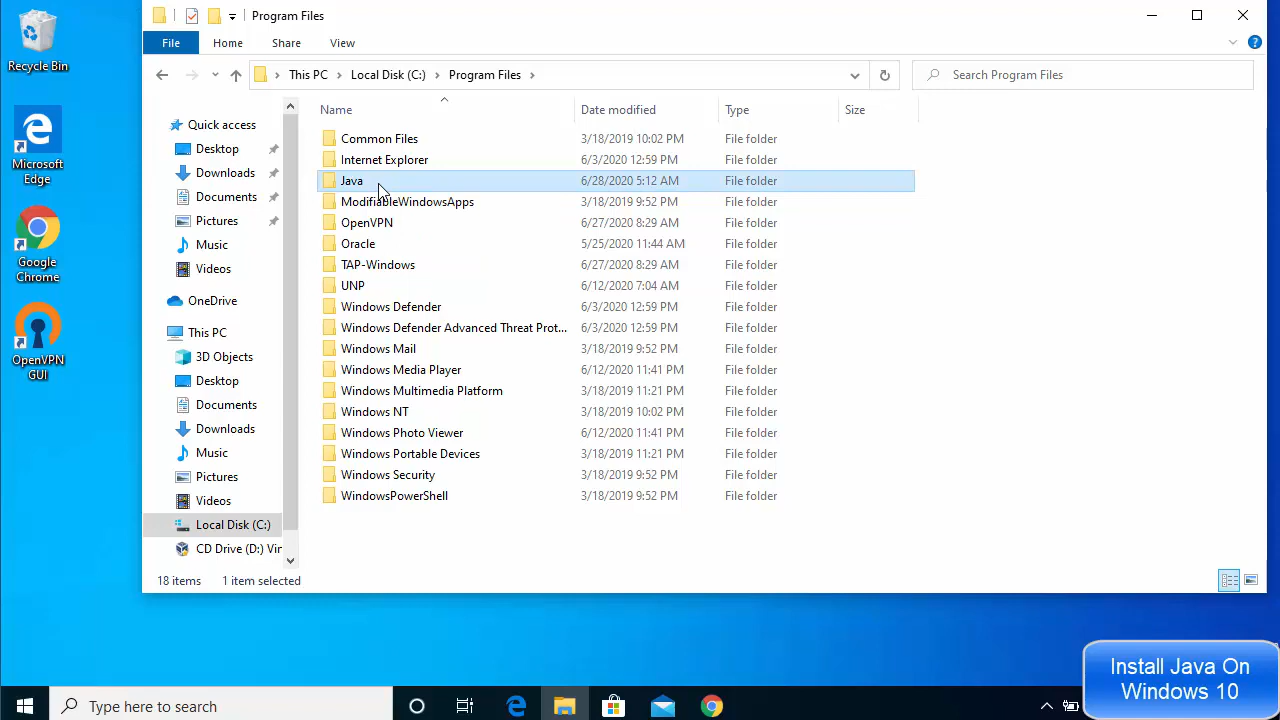 Recycle Bin
Microsoft
Edge
Google
Chrome
OpenVPN
GUI
Program Files
File Home Share View
This PC Local Disk (C:) Program Files
Search Program Files
Quick access
Desktop
Downloads
Documents
Pictures
Music
Videos
OneDrive
This PC
3D Objects
Desktop
Documents
Downloads
Music
Pictures
Videos
Local Disk (C:)
CD Drive (D:) Vir
Name Date modified Type Size
Common Files 3/18/2019 10:02 PM File folder
Internet Explorer 6/3/2020 12:59 PM File folder
Java 6/28/2020 5:12 AM File folder
ModifiableWindowsApps 3/18/2019 9:52 PM File folder
OpenVPN 6/27/2020 8:29 AM File folder
Oracle 5/25/2020 11:44 AM File folder
TAP-Windows 6/27/2020 8:29 AM File folder
UNP 6/12/2020 7:04 AM File folder
Windows Defender 6/3/2020 12:59 PM File folder
Windows Defender Advanced Threat Prot... 6/3/2020 12:59 PM File folder
Windows Mail 3/18/2019 9:52 PM File folder
Windows Media Player 6/12/2020 11:41 PM File folder
Windows Multimedia Platform 3/18/2019 11:21 PM File folder
Windows NT 3/18/2019 10:02 PM File folder
Windows Photo Viewer 6/12/2020 11:41 PM File folder
Windows Portable Devices 3/18/2019 11:21 PM File folder
Windows Security 3/18/2019 9:52 PM File folder
WindowsPowerShell 3/18/2019 9:52 PM File folder
18 items 1 item selected
Install Java On
Windows 10
Type here to search